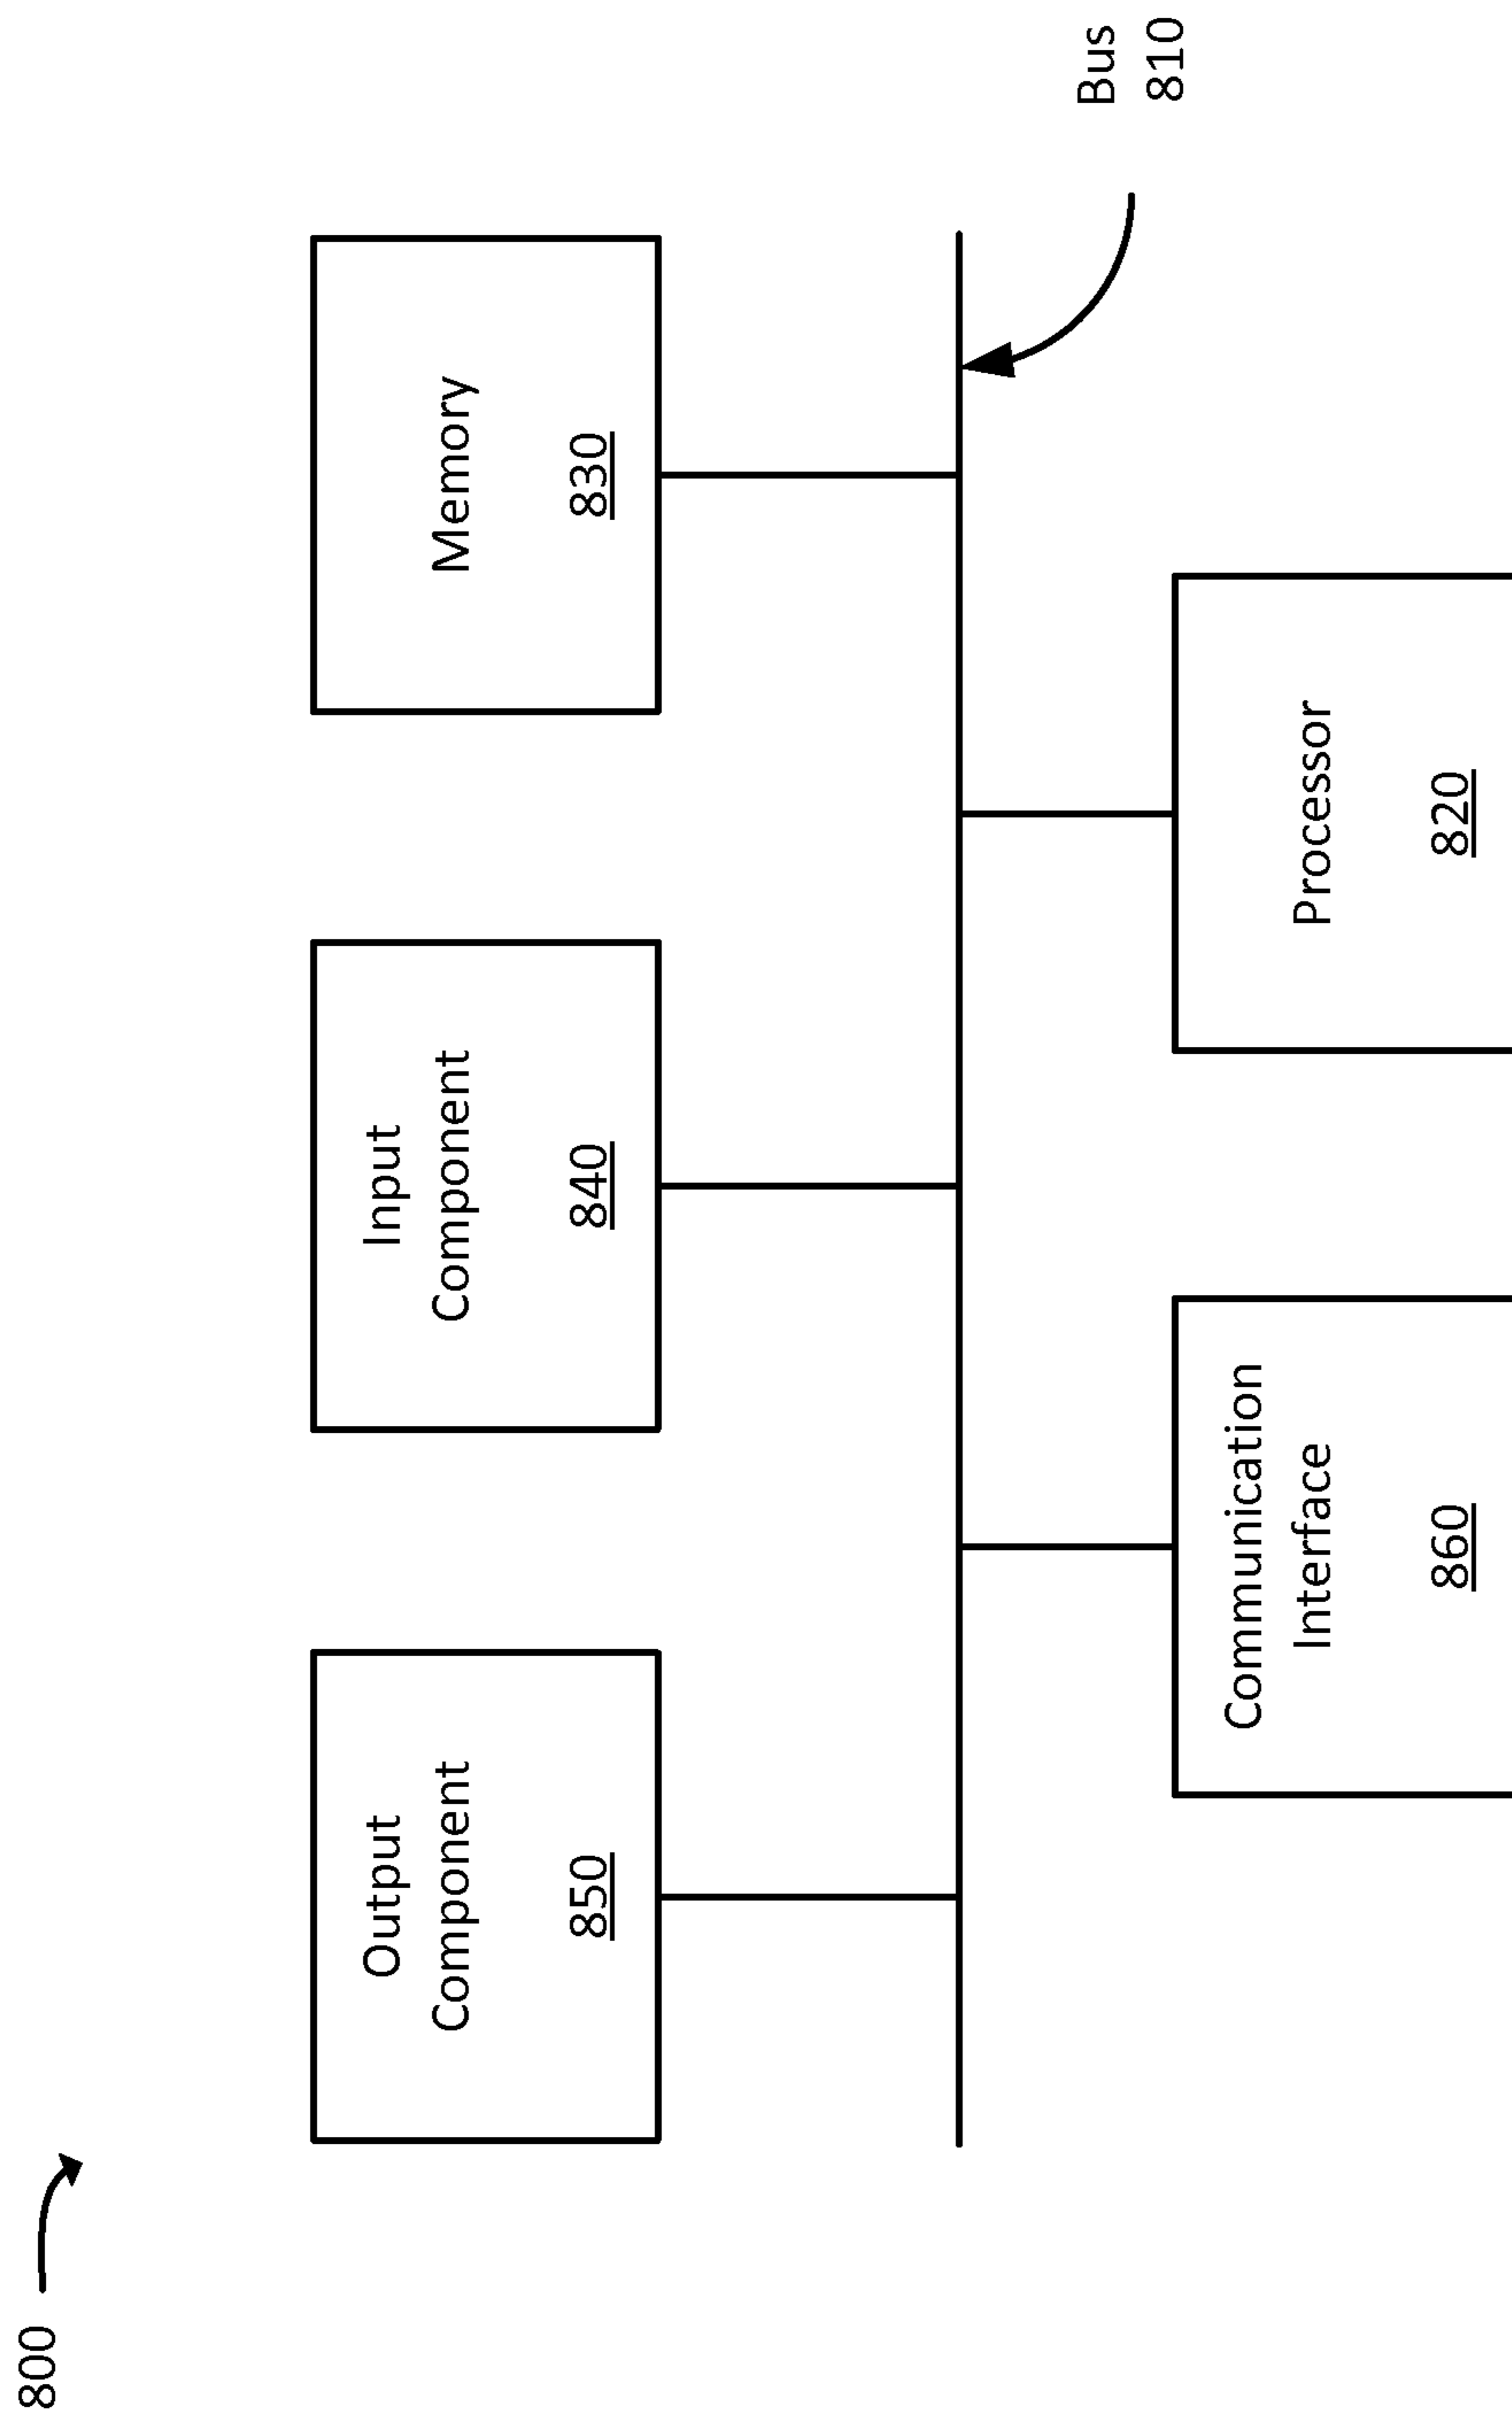 800
Output
Component
850
Input
Component
840
Memory
830
Bus
810
Communication
Interface
860
Processor
820